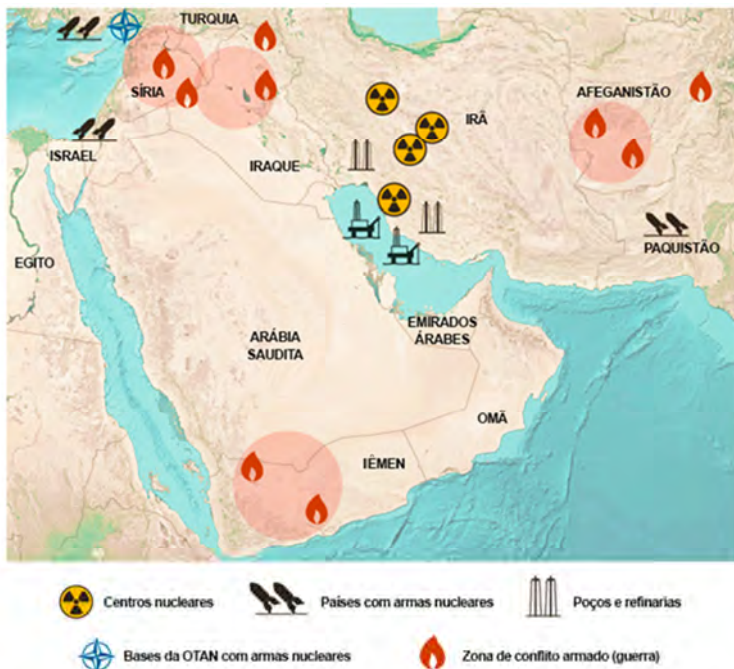 TURQUIA
SÍRIA
AFEGANISTÃO
IRÃ
ISRAEL
IRAQUE
PAQUISTÃO
EGITO
EMIRADOS
ÁRABES
ARÁBIA
SAUDITA
OMÃ
IÊMEN
Centros nucleares
Países com armas nucleares
Poços e refinarias
Bases da OTAN com armas nucleares
Zona de conflito armado (guerra)